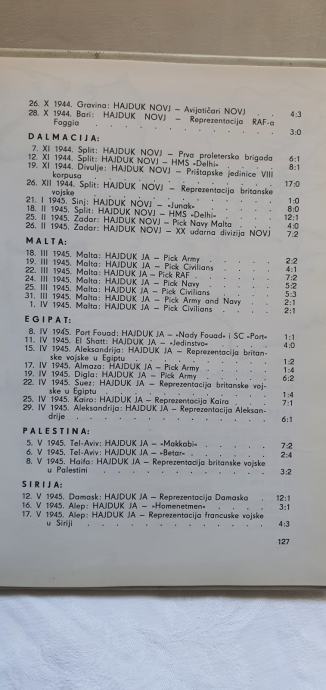 26. X 1944. Gravina: HAJDUK NOVJ — Avijatičari NOVJ . 4:3
28. X 1944. Bari: HAJDUK NOVJ — Reprezentacija RAF-a
Foggia . . . . . . . . . . 3:0
DALMACIJA:
7. XI 1944. Split: HAJDUK NOVJ — Prva proleterska brigada 6:1
12. XI 1944. Split: HAJDUK NOVJ — HMS »Delhi« . . . 8:1
19. XI 1944. Divulje: HAJDUK NOVJ — Prištapske jedinice VIII
korpusa . . . . . . . . . . 17:0
26. XII 1944. Split: HAJDUK NOVJ — Reprezentacija britanske
vojske . . . . . . . . . . 1:0
21. I 1945. Sinj: HAJDUK NOVJ — »Junak« . . . . 8:0
18. II 1945. Split: HAJDUK NOVJ — HMS »Delhi« . . . 12:1
25. II 1945. Zadar: HAJDUK NOVJ — Pick Navy Malta . . 4:0
26. II 1945. Zadar: HAJDUK NOVJ — XX udarna divizija NOVJ 7:2
MALTA:
18. III 1945. Malta: HAJDUK JA — Pick Army . . . . 2:2
19. III 1945. Malta: HAJDUK JA — Pick Civilians . . . 4:1
22. III 1945. Malta: HAJDUK JA — Pick RAF . . . . 7:2
24. III 1945. Malta: HAJDUK JA — Pick Navy . . . . 5:2
25. III 1945. Malta: HAJDUK JA — Pick Civilians . . . 5:3
31. III 1945. Malta: HAJDUK JA — Pick Army and Navy . . 2:1
1. IV 1945. Malta: HAJDUK JA . . . . . . 2:1
EGIPAT:
8. IV 1945. Port Fouad: HAJDUK JA — »Nady Fouad« i SC »Port« 1:1
11. IV 1945. El Shatt: HAJDUK JA — »Jedinstvo« . . . 4:0
15. IV 1945. Aleksandrija: HAJDUK JA — Reprezentacija britan-
ske vojske u Egiptu . . . . . . . . 1:2
17. IV 1945. Almaza: HAJDUK JA — Pick Army . . . . 1:4
19. IV 1945. Digla: HAJDUK JA — Pick Army . . . . 6:2
22. IV 1945. Suez: HAJDUK JA — Reprezentacija britanske voj-
ske u Egiptu . . . . . . . . . 1:4
25. IV 1945. Kairo: HAJDUK JA — Reprezentacija Kaira . . 7:1
29. IV 1945. Aleksandrija: HAJDUK JA — Reprezentacija Aleksan-
drije . . . . . . . . . . . 6:1
PALESTINA:
5. V 1945. Tel-Aviv: HAJDUK JA — »Makkabi« . . . 7:2
6. V 1945. Tel-Aviv: HAJDUK JA — »Betar« . . . . 2:4
8. V 1945. Haifa: HAJDUK JA — Reprezentacija britanske vojske
u Palestini . . . . . . . . . 3:2
SIRIJA:
12. V 1945. Damask: HAJDUK JA — Reprezentacija Damaska . 12:1
16. V 1945. Alep: HAJDUK JA — »Homenetmen« . . . . 3:1
17. V 1945. Alep: HAJDUK JA — Reprezentacija francuske vojske
u Siriji . . . . . . . . . . 4:3
127